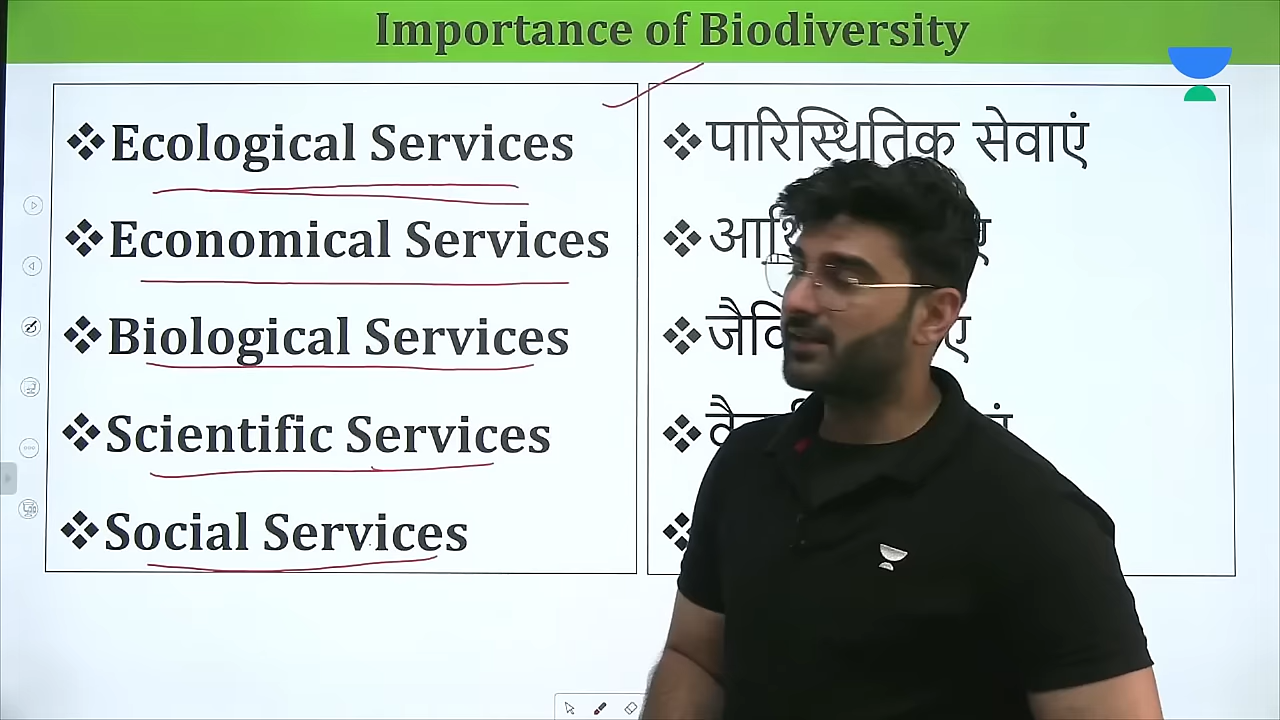 Importance of Biodiversity
❖Ecological Services
❖Economical Services
❖Biological Services
❖Scientific Services
❖Social Services
❖पारिस्थितिक सेवाएं